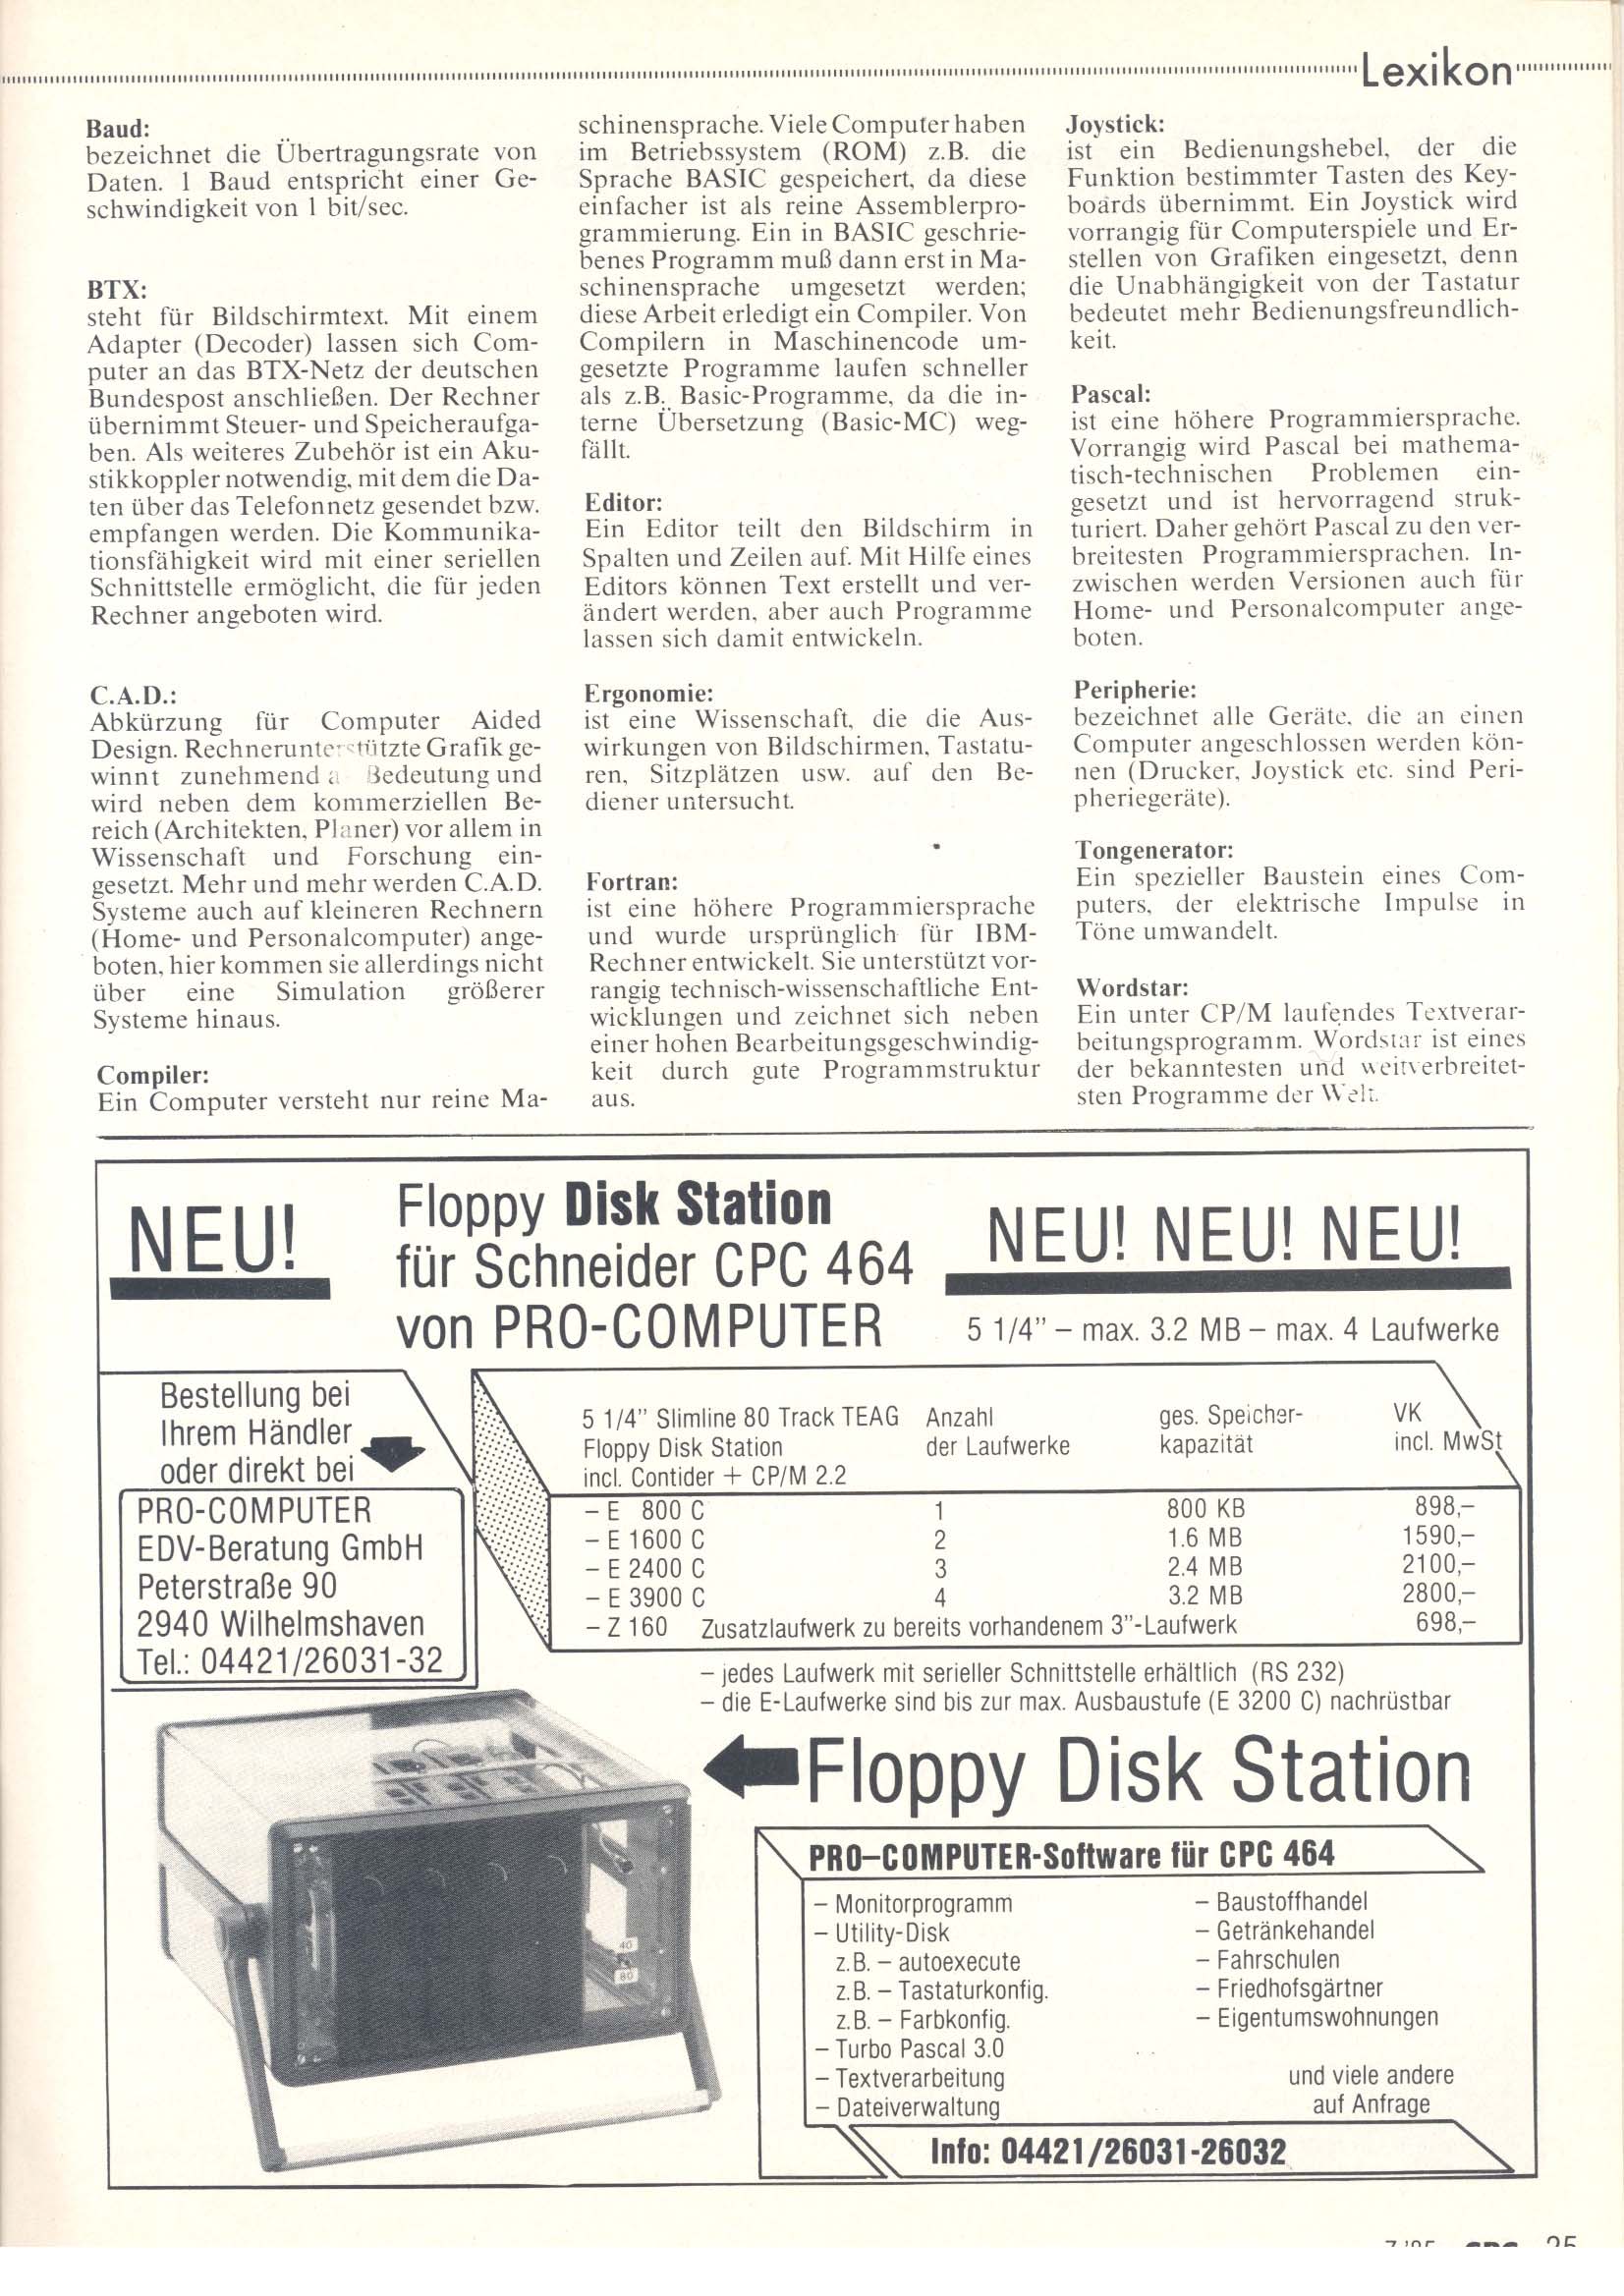 Lexikon
Baud:
bezeichnet die Übertragungsrate von
Daten. 1 Baud entspricht einer Ge-
schwindigkeit von 1 bit/sec.
BTX:
steht für Bildschirmtext. Mit einem
Adapter (Decoder) lassen sich Com-
puter an das BTX-Netz der deutschen
Bundespost anschließen. Der Rechner
übernimmt Steuer- und Speicheraufga-
ben. Als weiteres Zubehör ist ein Aku-
stikkoppler notwendig, mit dem die Da-
ten über das Telefonnetz gesendet bzw.
empfangen werden. Die Kommunika-
tionsfähigkeit wird mit einer seriellen
Schnittstelle ermöglicht, die für jeden
Rechner angeboten wird.
C.A.D.:
Abkürzung für Computer Aided
Design. Rechnerunterstützte Grafik ge-
winnt zunehmend a Bedeutung und
wird neben dem kommerziellen Be-
reich (Architekten, Planer) vor allem in
Wissenschaft und Forschung ein-
gesetzt. Mehr und mehr werden C.A.D.
Systeme auch auf kleineren Rechnern
(Home- und Personalcomputer) ange-
boten, hier kommen sie allerdings nicht
über eine Simulation größerer
Systeme hinaus.
Compiler:
Ein Computer versteht nur reine Ma-
schinensprache. Viele Computer haben
im Betriebssystem (ROM) z.B. die
Sprache BASIC gespeichert, da diese
einfacher ist als reine Assemblerpro-
grammierung. Ein in BASIC geschrie-
benes Programm muß dann erst in Ma-
schinensprache umgesetzt werden;
diese Arbeit erledigt ein Compiler. Von
Compilern in Maschinencode um-
gesetzte Programme laufen schneller
als z.B. Basic-Programme, da die in-
terne Übersetzung (Basic-MC) weg-
fällt.
Editor:
Ein Editor teilt den Bildschirm in
Spalten und Zeilen auf. Mit Hilfe eines
Editors können Text erstellt und ver-
ändert werden, aber auch Programme
lassen sich damit entwickeln.
Ergonomie:
ist eine Wissenschaft, die die Aus-
wirkungen von Bildschirmen, Tastatu-
ren, Sitzplätzen usw. auf den Be-
diener untersucht.
Fortran:
ist eine höhere Programmiersprache
und wurde ursprünglich für IBM-
Rechner entwickelt. Sie unterstützt vor-
rangig technisch-wissenschaftliche Ent-
wicklungen und zeichnet sich neben
einer hohen Bearbeitungsgeschwindig-
keit durch gute Programmstruktur
aus.
Joystick:
ist ein Bedienungshebel, der die
Funktion bestimmter Tasten des Key-
boards übernimmt. Ein Joystick wird
vorrangig für Computerspiele und Er-
stellen von Grafiken eingesetzt, denn
die Unabhängigkeit von der Tastatur
bedeutet mehr Bedienungsfreundlich-
keit.
Pascal:
ist eine höhere Programmiersprache.
Vorrangig wird Pascal bei mathema-
tisch-technischen Problemen ein-
gesetzt und ist hervorragend struk-
turiert. Daher gehört Pascal zu den ver-
breitesten Programmiersprachen. In-
zwischen werden Versionen auch für
Home- und Personalcomputer ange-
boten.
Peripherie:
bezeichnet alle Geräte, die an einen
Computer angeschlossen werden kön-
nen (Drucker, Joystick etc. sind Peri-
pheriegeräte).
Tongenerator:
Ein spezieller Baustein eines Com-
puters, der elektrische Impulse in
Töne umwandelt.
Wordstar:
Ein unter CP/M laufendes Textverar-
beitungsprogramm. Wordstar ist eines
der bekanntesten und weitverbreitet-
sten Programme der Welt.
NEU!
Floppy Disk Station
für Schneider CPC 464
von PRO-COMPUTER
NEU! NEU! NEU!
5 1/4" – max. 3.2 MB – max. 4 Laufwerke
Bestellung bei
Ihrem Händler
oder direkt bei
PRO-COMPUTER
EDV-Beratung GmbH
Peterstraße 90
2940 Wilhelmshaven
Tel.: 04421/26031-32
5 1/4" Slimline 80 Track TEAG Anzahl ges. Speicher- VK
Floppy Disk Station der Laufwerke kapazität incl. MwSt
incl. Contider + CP/M 2.2
– E 800 C 1 800 KB 898,–
– E 1600 C 2 1.6 MB 1590,–
– E 2400 C 3 2.4 MB 2100,–
– E 3900 C 4 3.2 MB 2800,–
– Z 160 Zusatzlaufwerk zu bereits vorhandenem 3"-Laufwerk 698,–
– jedes Laufwerk mit serieller Schnittstelle erhältlich (RS 232)
– die E-Laufwerke sind bis zur max. Ausbaustufe (E 3200 C) nachrüstbar
Floppy Disk Station
40
80
PRO–COMPUTER-Software für CPC 464
– Monitorprogramm
– Utility-Disk
z.B. – autoexecute
z.B. – Tastaturkonfig.
z.B. – Farbkonfig.
– Turbo Pascal 3.0
– Textverarbeitung
– Dateiverwaltung
– Baustoffhandel
– Getränkehandel
– Fahrschulen
– Friedhofsgärtner
– Eigentumswohnungen
und viele andere
auf Anfrage
Info: 04421/26031-26032